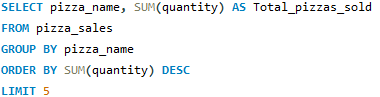 SELECT pizza_name, SUM(quantity) AS Total_pizzas_sold
FROM pizza_sales
GROUP BY pizza_name
ORDER BY SUM(quantity) DESC
LIMIT 5